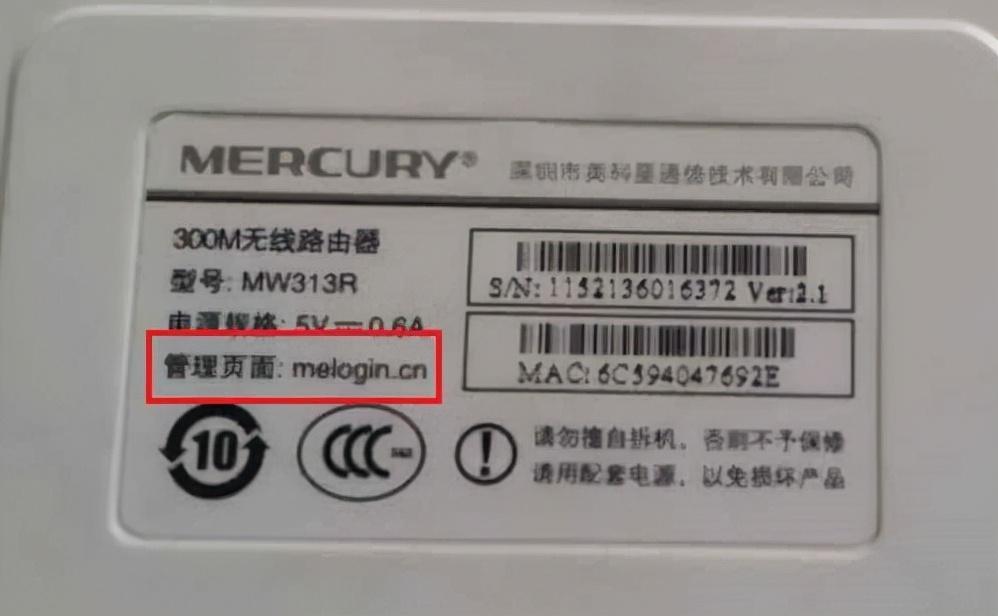 MERCURY® 深圳市美科星通信技术有限公司
300M无线路由器
型号: MW313R
电源规格: 5V⎓0.6A
管理页面: melogin.cn
S/N: 1152136016372 Ver:2.1
MAC: 6C594047692E
10
CCC
请勿擅自拆机，否则不予保修
请用配套电源，以免损坏产品